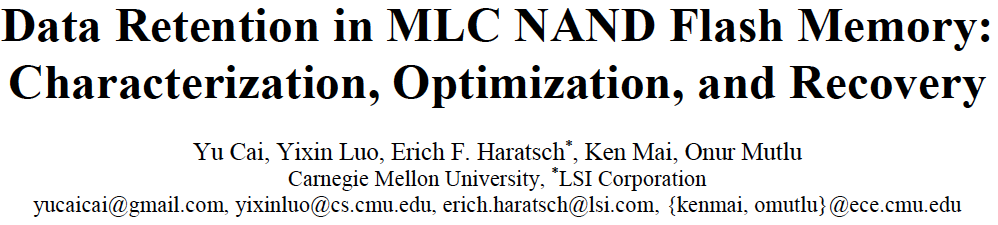 Data Retention in MLC NAND Flash Memory:
Characterization, Optimization, and Recovery
Yu Cai, Yixin Luo, Erich F. Haratsch*, Ken Mai, Onur Mutlu
Carnegie Mellon University, *LSI Corporation
yucaicai@gmail.com, yixinluo@cs.cmu.edu, erich.haratsch@lsi.com, {kenmai, omutlu}@ece.cmu.edu